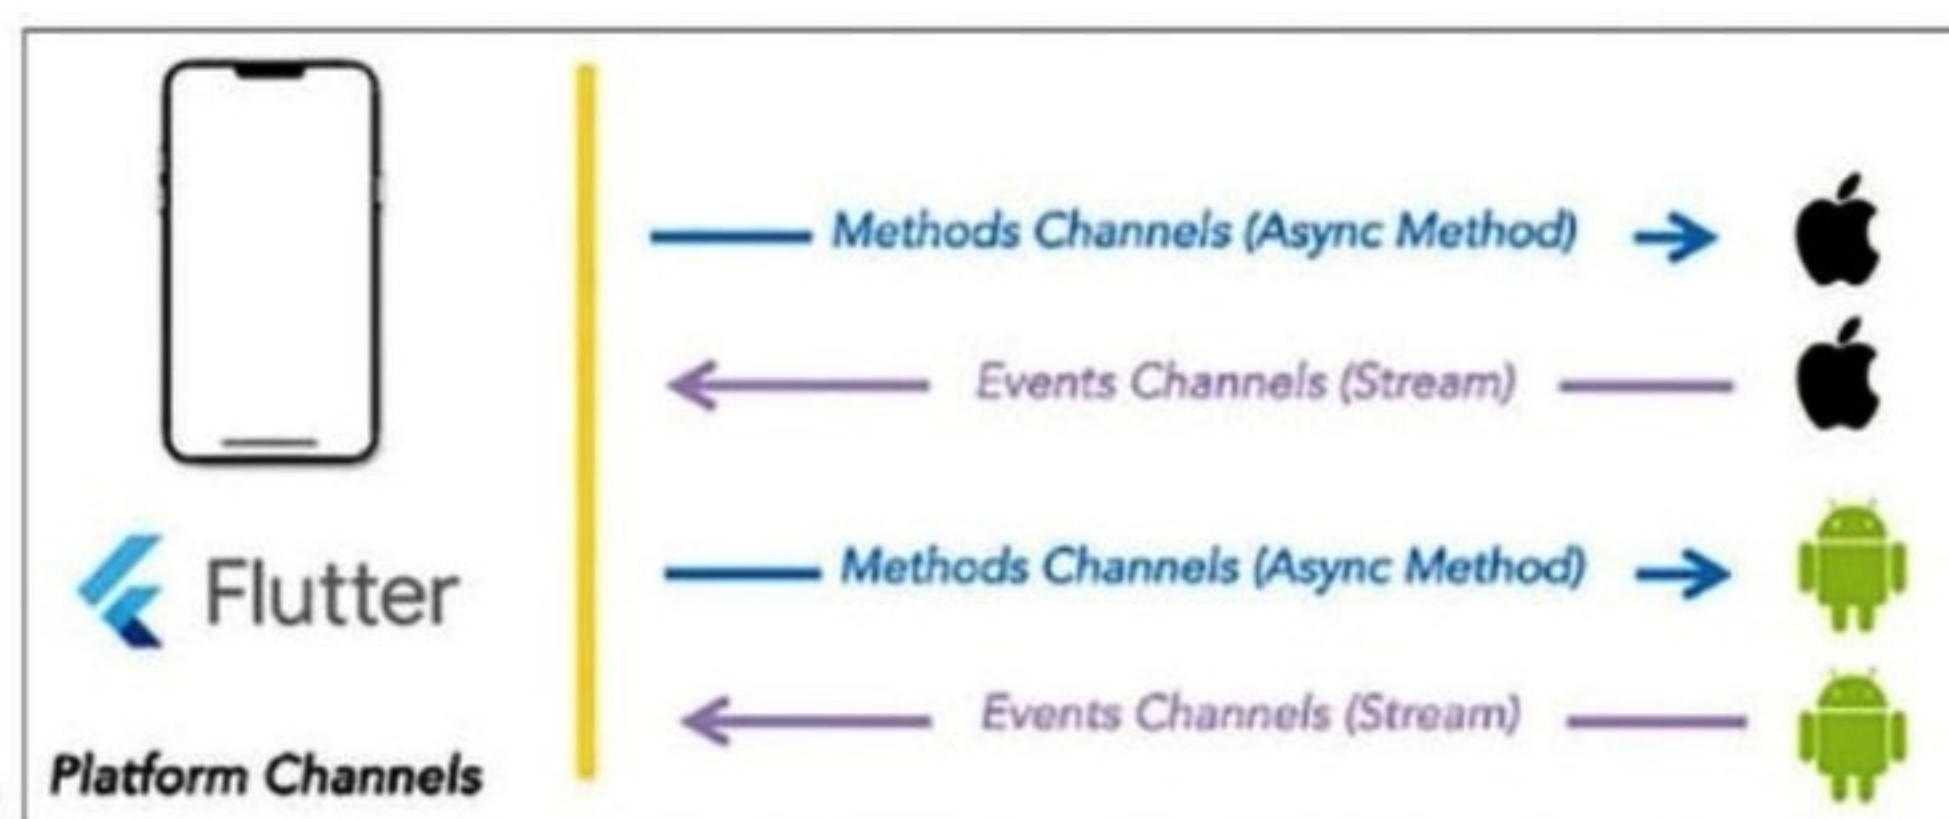 Methods Channels (Async Method)
Events Channels (Stream)
Methods Channels (Async Method)
Flutter
Events Channels (Stream)
Platform Channels